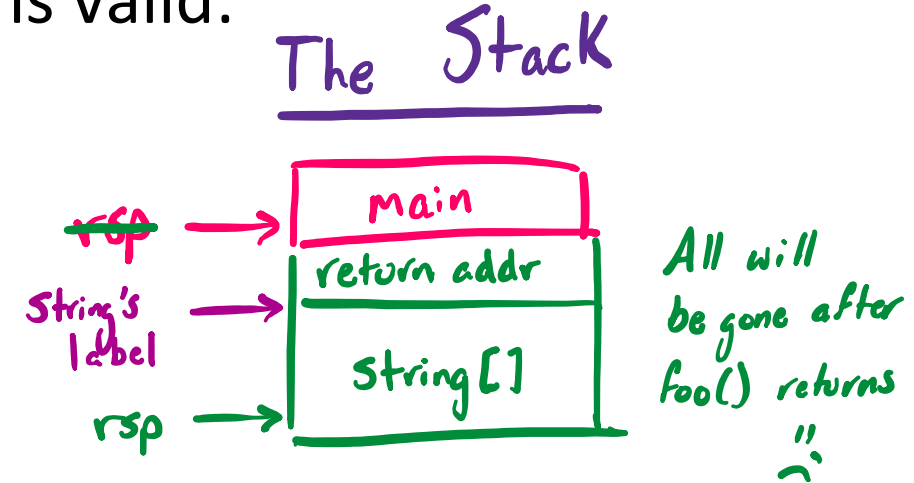 is valid.
The Stack
rsp
main
return addr
String's
label
string[]
rsp
All will
be gone after
foo() returns